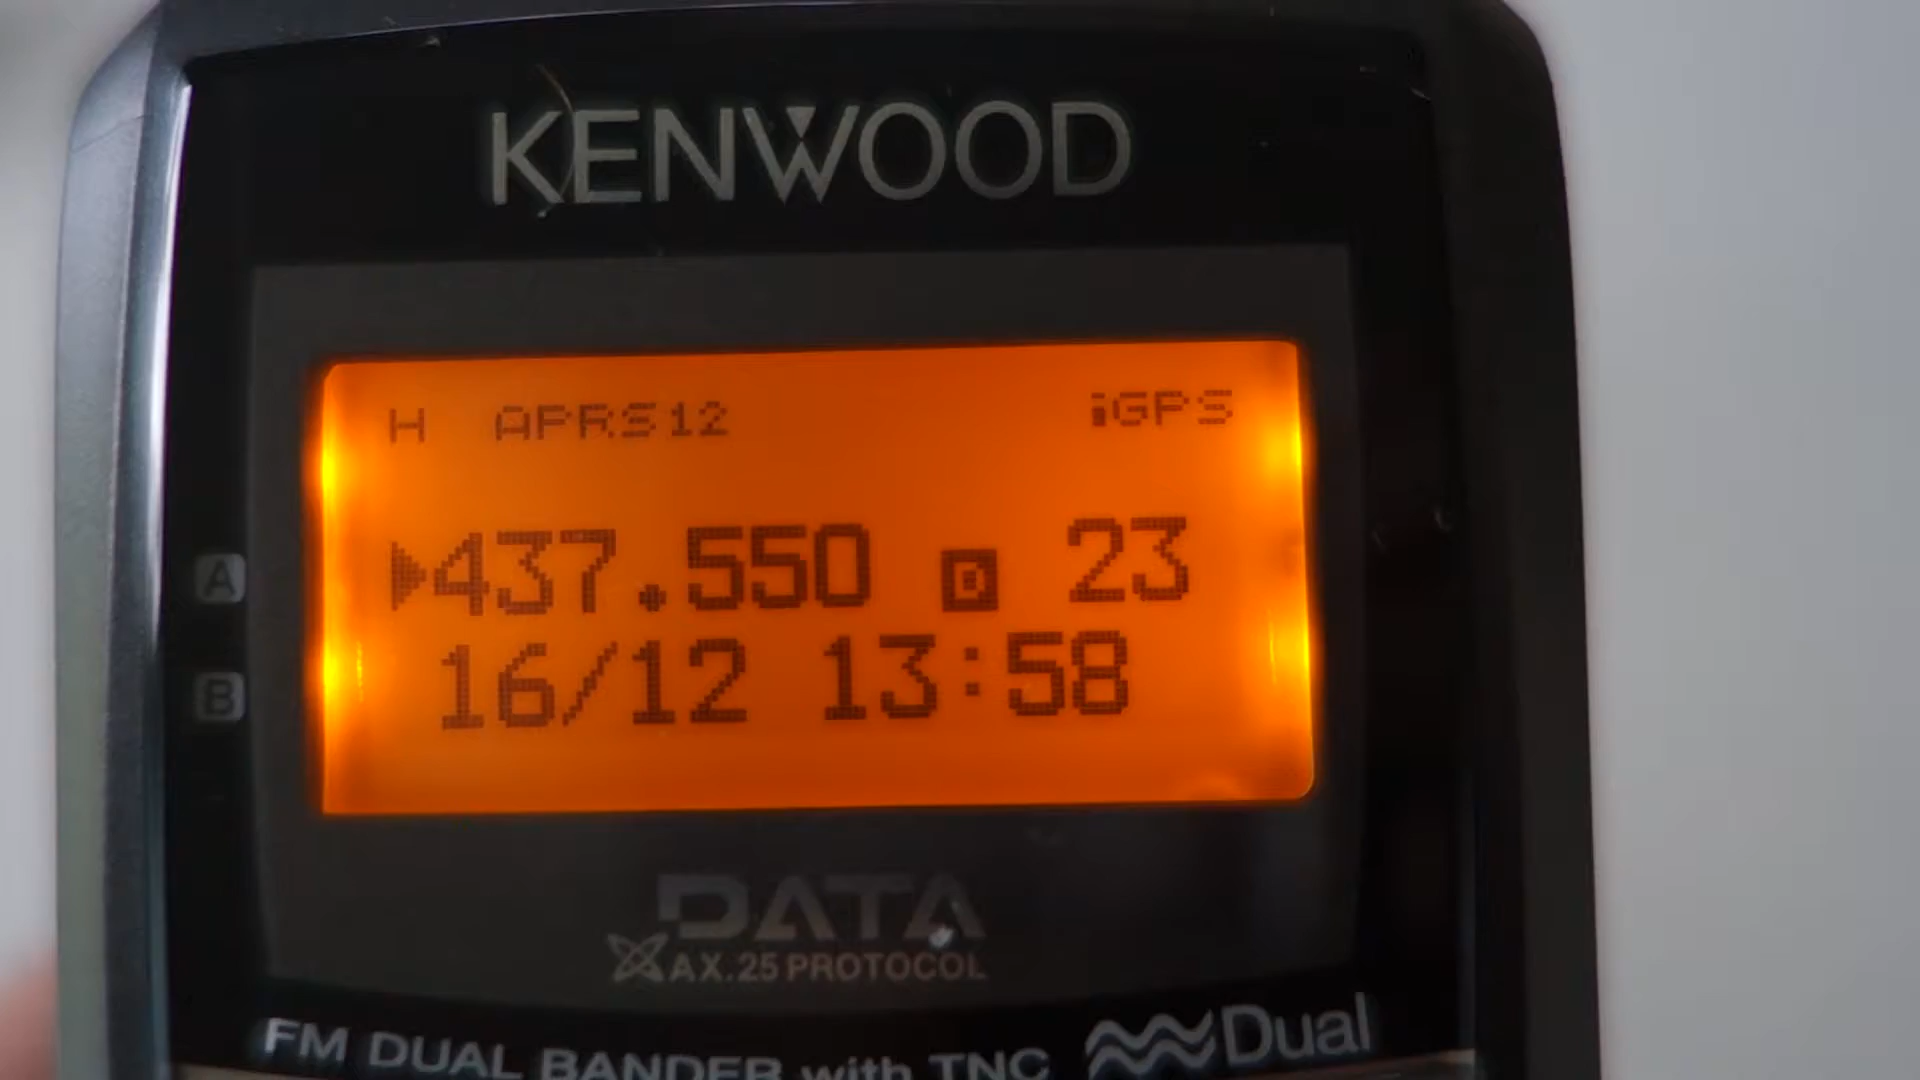 KENWOOD
H APRS12 iGPS
A ▶437.550 D 23
B 16/12 13:58
DATA
AX.25 PROTOCOL
FM DUAL BANDER with TNC Dual